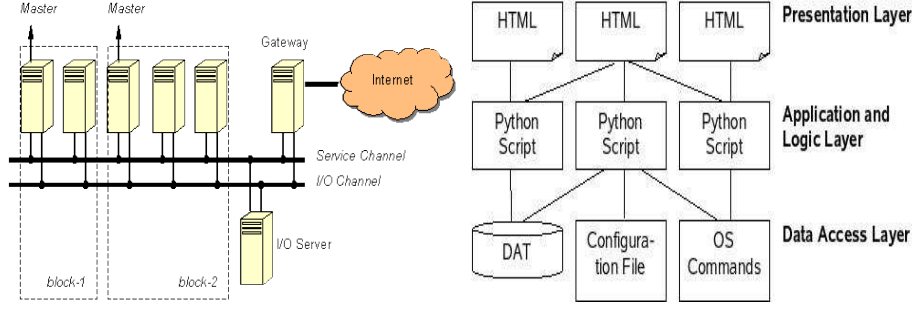 Master
Master
Gateway
Internet
Service Channel
I/O Channel
I/O Server
block-1
block-2
HTML
HTML
HTML
Presentation Layer
Python
Script
Python
Script
Python
Script
Application and
Logic Layer
DAT
Configura-
tion File
OS
Commands
Data Access Layer